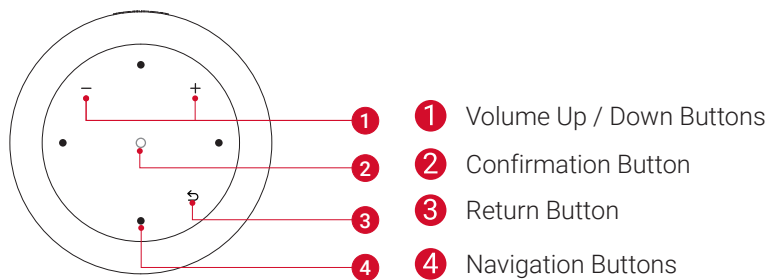 − +
1 1 Volume Up / Down Buttons
2 2 Confirmation Button
3 3 Return Button
4 4 Navigation Buttons